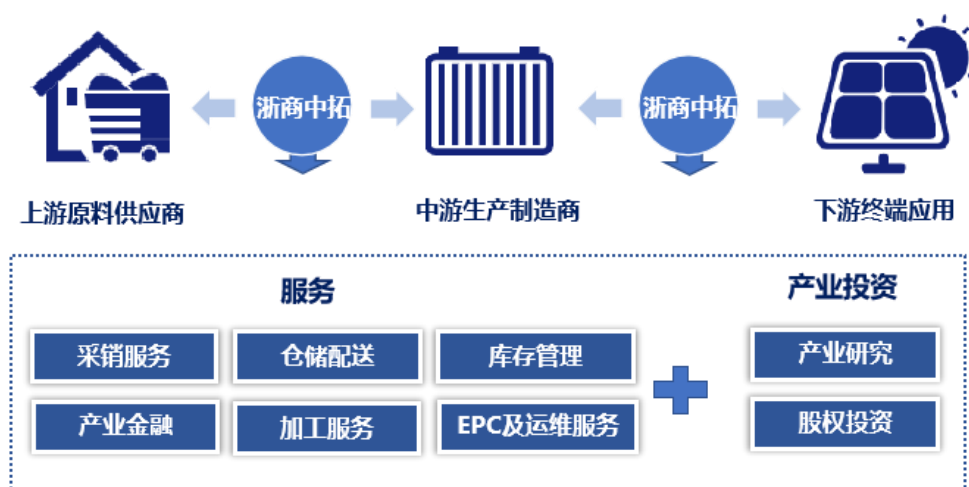 浙商中拓
浙商中拓
上游原料供应商
中游生产制造商
下游终端应用
服务
产业投资
采销服务
仓储配送
库存管理
产业研究
产业金融
加工服务
EPC及运维服务
股权投资